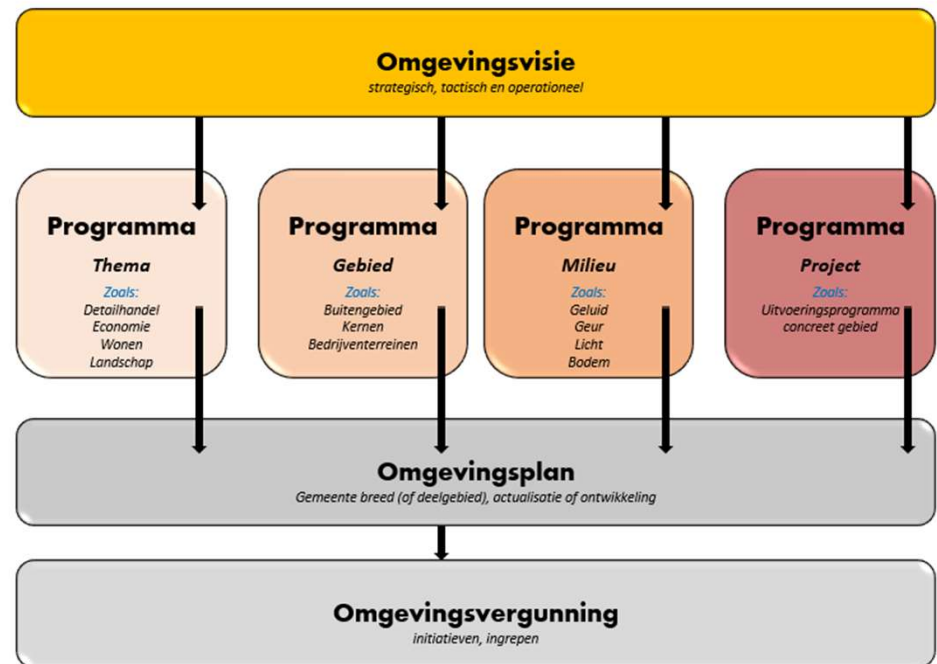 Omgevingsvisie
strategisch, tactisch en operationeel
Programma
Thema
Zoals:
Detailhandel
Economie
Wonen
Landschap
Programma
Gebied
Zoals:
Buitengebied
Kernen
Bedrijventerreinen
Programma
Milieu
Zoals:
Geluid
Geur
Licht
Bodem
Programma
Project
Zoals:
Uitvoeringsprogramma
concreet gebied
Omgevingsplan
Gemeente breed (of deelgebied), actualisatie of ontwikkeling
Omgevingsvergunning
initiatieven, ingrepen